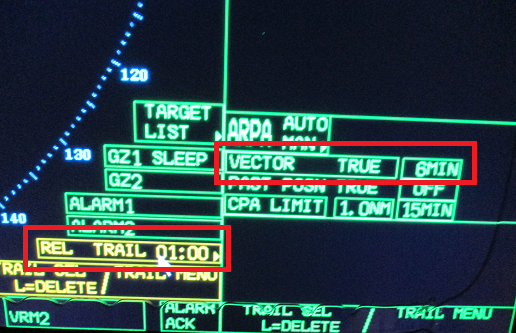 120
TARGET LIST
ARPA AUTO
MAN
130
GZ1 SLEEP
VECTOR TRUE 6MIN
GZ2
PAST POSN TRUE OFF
ALARM1
CPA LIMIT 1.0NM 15MIN
140
ALARM2
REL TRAIL 01:00
TRAIL SEL / TRAIL MENU
L=DELETE
VRM2
ALARM ACK
TRAIL SEL / TRAIL MENU
L=DELETE